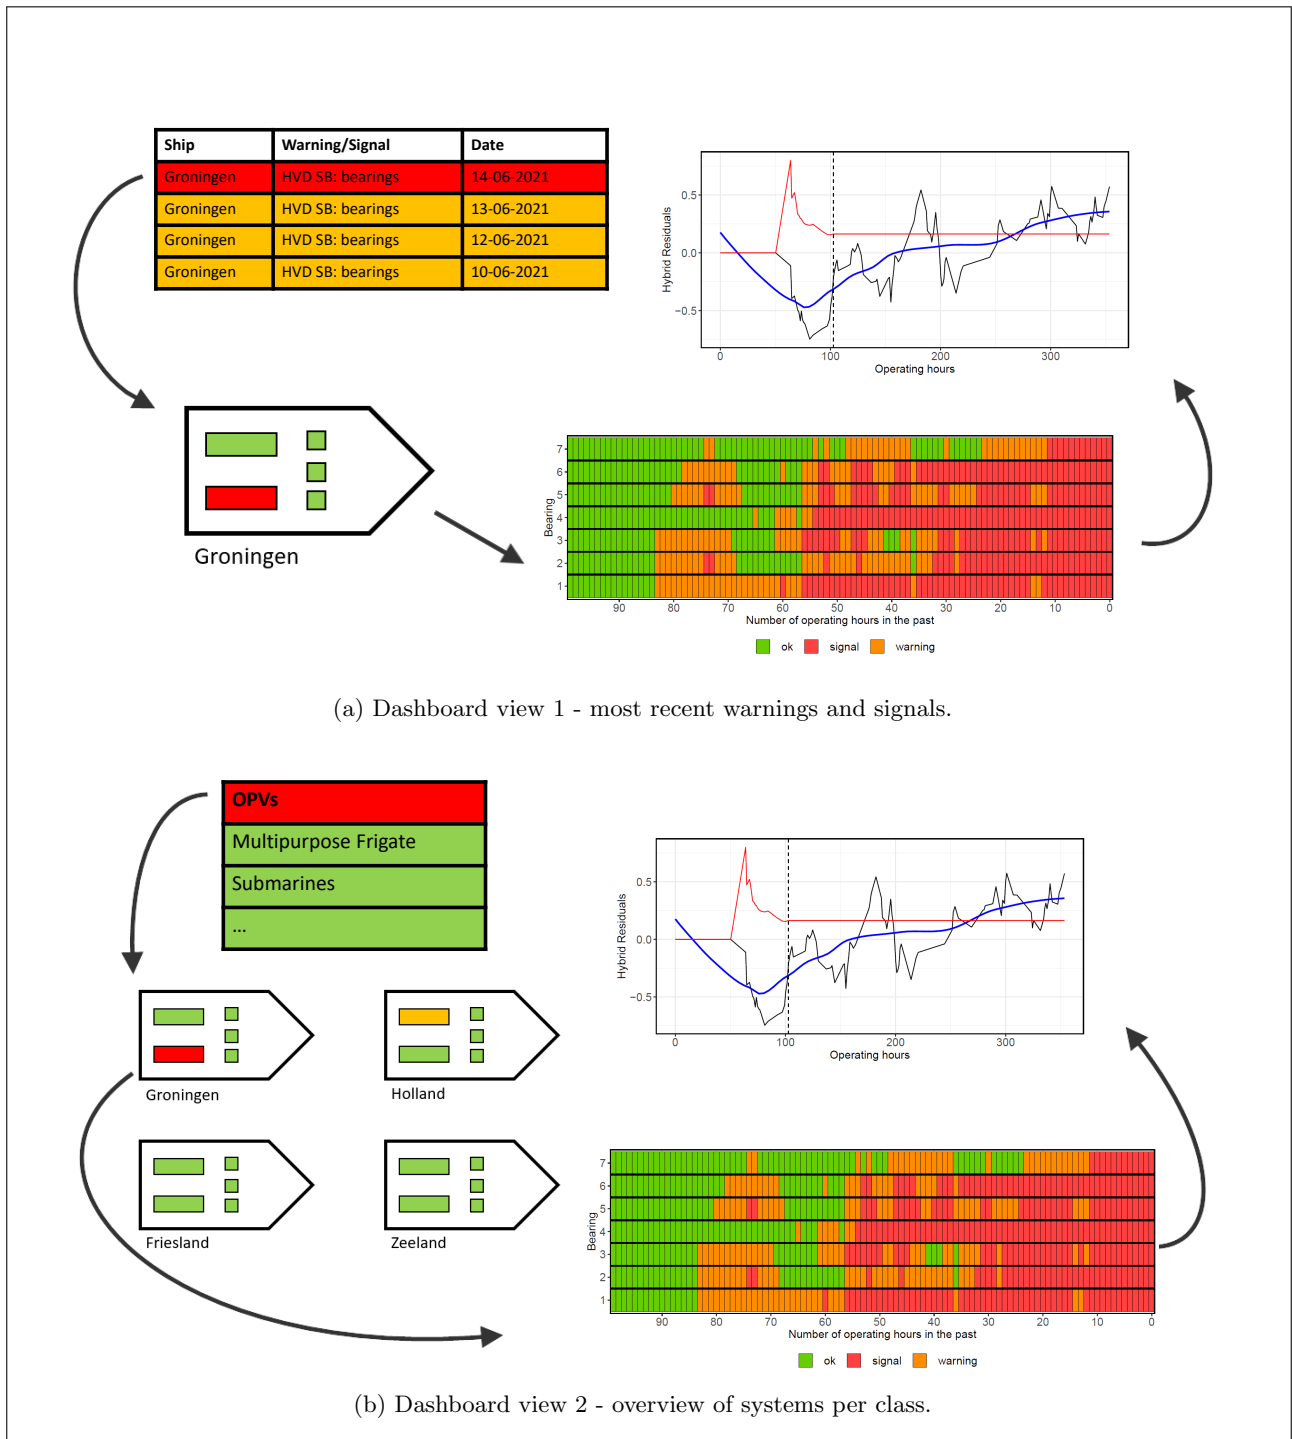 Ship Warning/Signal Date
Groningen HVD SB: bearings 14-06-2021
Groningen HVD SB: bearings 13-06-2021
Groningen HVD SB: bearings 12-06-2021
Groningen HVD SB: bearings 10-06-2021
Hybrid Residuals
0.5
0.0
−0.5
0 100 200 300
Operating hours
Groningen
Bearing
7
6
5
4
3
2
1
90 80 70 60 50 40 30 20 10 0
Number of operating hours in the past
ok signal warning
(a) Dashboard view 1 - most recent warnings and signals.
OPVs
Multipurpose Frigate
Submarines
...
Hybrid Residuals
0.5
0.0
−0.5
0 100 200 300
Operating hours
Groningen
Holland
Friesland
Zeeland
Bearing
7
6
5
4
3
2
1
90 80 70 60 50 40 30 20 10 0
Number of operating hours in the past
ok signal warning
(b) Dashboard view 2 - overview of systems per class.